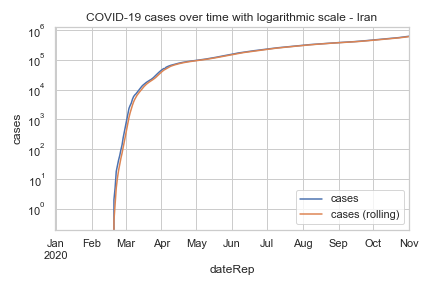 COVID-19 cases over time with logarithmic scale - Iran
10⁶
10⁵
10⁴
10³
10²
10¹
10⁰
cases
cases
cases (rolling)
Jan Feb Mar Apr May Jun Jul Aug Sep Oct Nov
2020
dateRep